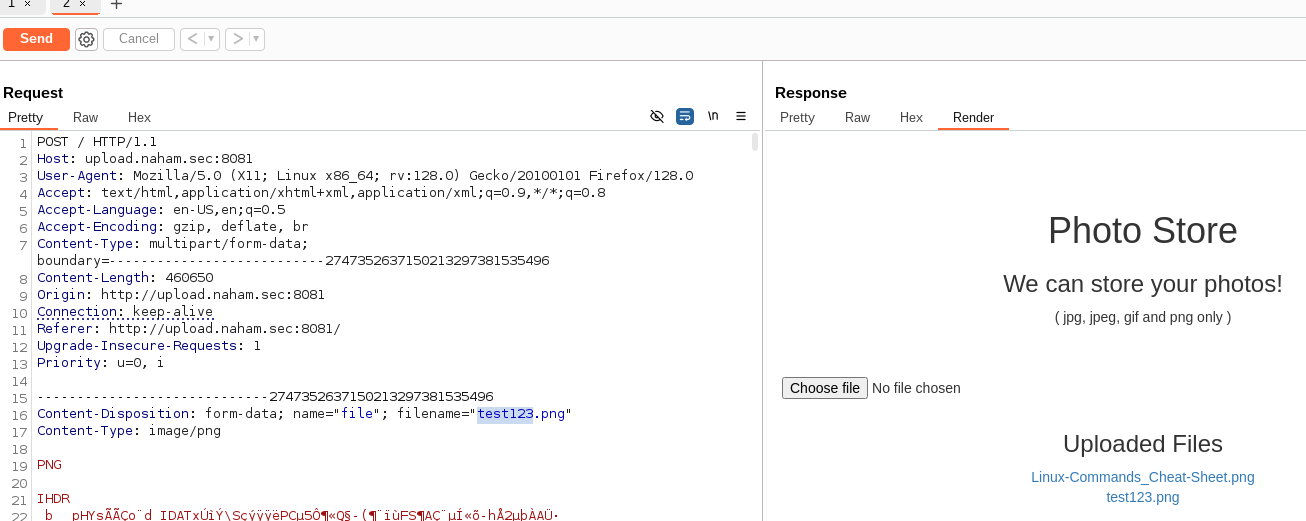 1 × 2 × +
Send Cancel < ▾ > ▾
Request
Pretty Raw Hex \n
1 POST / HTTP/1.1
2 Host: upload.naham.sec:8081
3 User-Agent: Mozilla/5.0 (X11; Linux x86_64; rv:128.0) Gecko/20100101 Firefox/128.0
4 Accept: text/html,application/xhtml+xml,application/xml;q=0.9,*/*;q=0.8
5 Accept-Language: en-US,en;q=0.5
6 Accept-Encoding: gzip, deflate, br
7 Content-Type: multipart/form-data;
boundary=---------------------------2747352637150213297381535496
8 Content-Length: 460650
9 Origin: http://upload.naham.sec:8081
10 Connection: keep-alive
11 Referer: http://upload.naham.sec:8081/
12 Upgrade-Insecure-Requests: 1
13 Priority: u=0, i
14
15 -----------------------------2747352637150213297381535496
16 Content-Disposition: form-data; name="file"; filename="test123.png"
17 Content-Type: image/png
18
19 PNG
20
21 IHDR
22
Response
Pretty Raw Hex Render
Photo Store
We can store your photos!
( jpg, jpeg, gif and png only )
Choose file No file chosen
Uploaded Files
Linux-Commands_Cheat-Sheet.png
test123.png